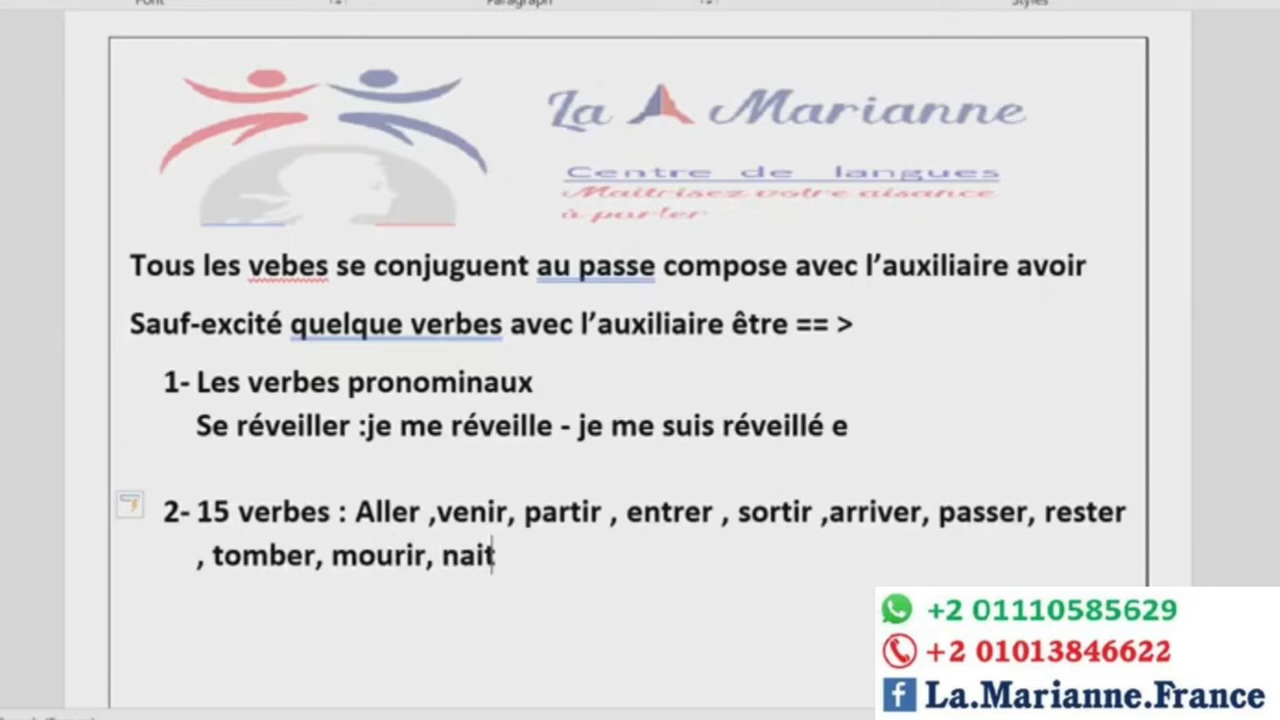 Font
Paragraph
Styles
La Marianne
Centre de langues
Maitrisez votre aisance
à parler
Tous les vebes se conjuguent au passe compose avec l’auxiliaire avoir
Sauf-excité quelque verbes avec l’auxiliaire être == >
1- Les verbes pronominaux
Se réveiller :je me réveille - je me suis réveillé e
2- 15 verbes : Aller ,venir, partir , entrer , sortir ,arriver, passer, rester
, tomber, mourir, nait
+2 01110585629
+2 01013846622
La.Marianne.France